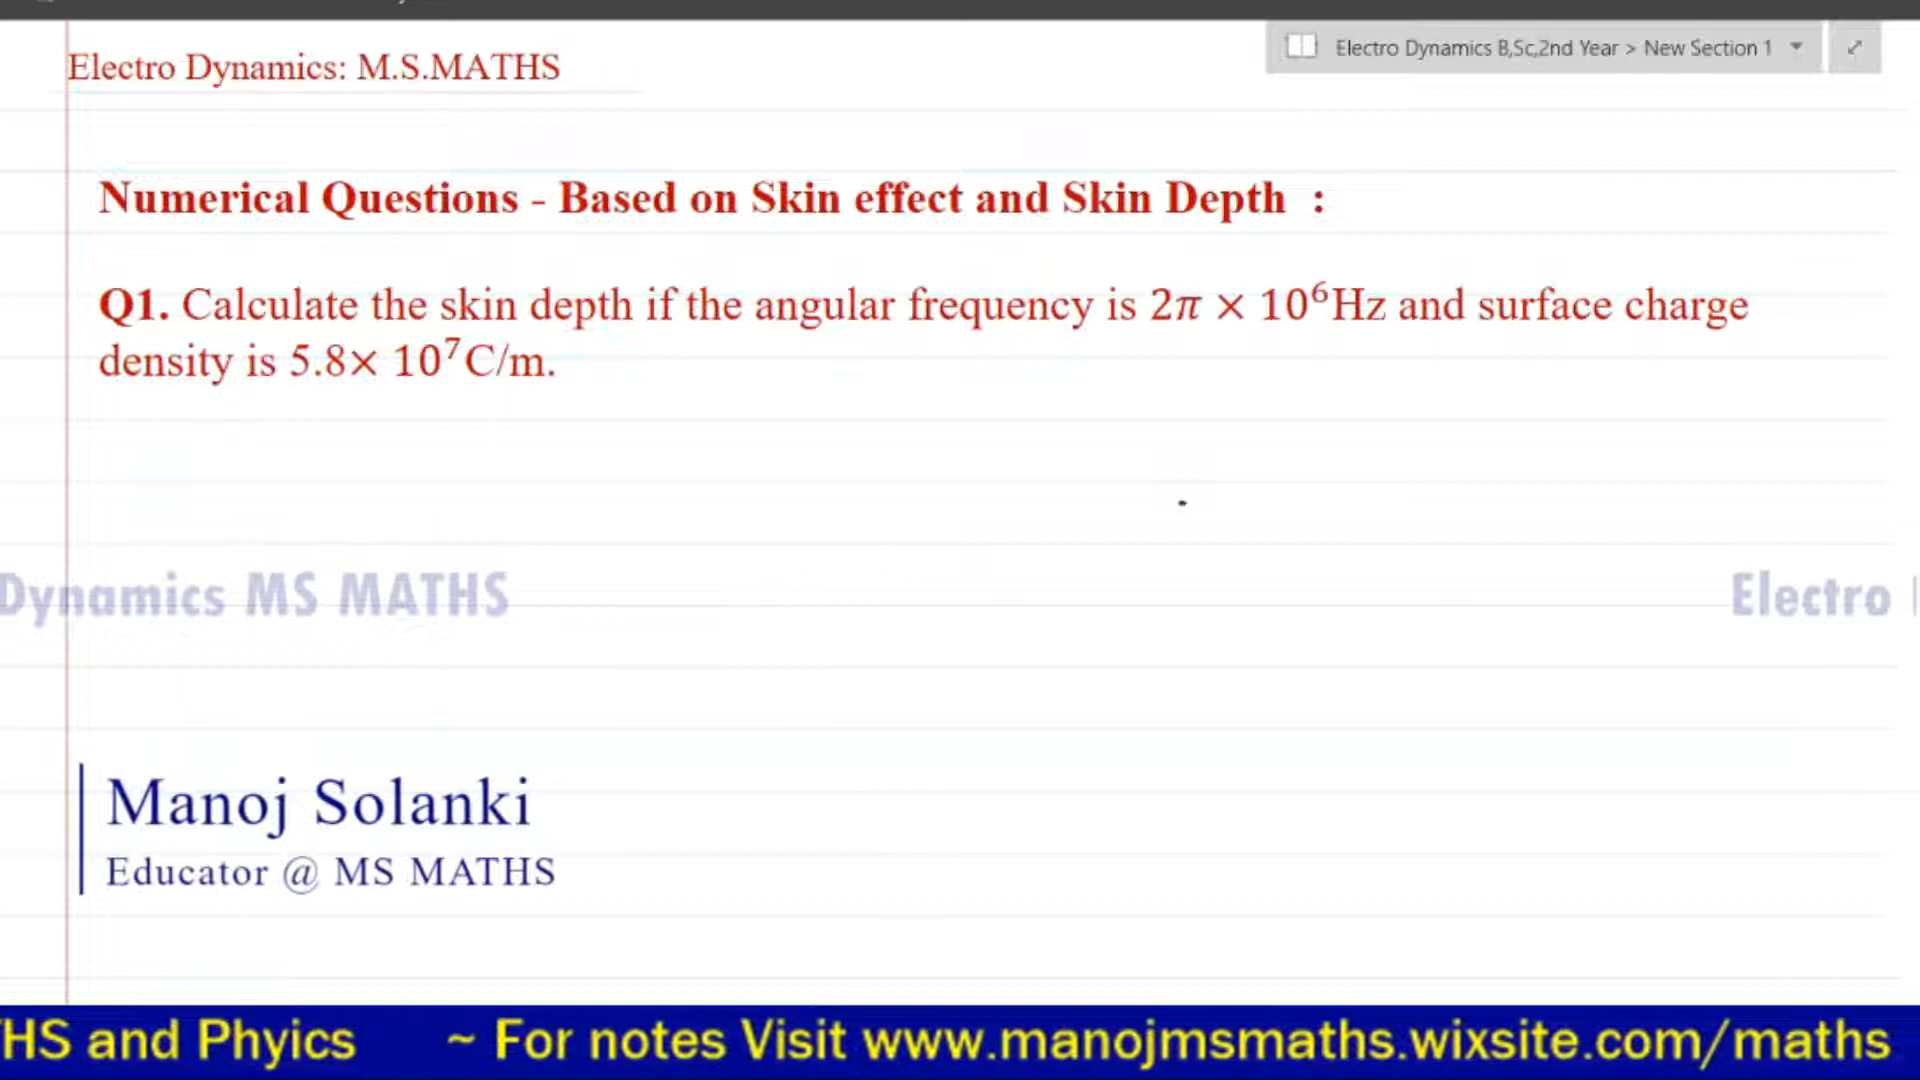 Electro Dynamics: M.S.MATHS
Electro Dynamics B,Sc,2nd Year > New Section 1
Numerical Questions - Based on Skin effect and Skin Depth :
Q1. Calculate the skin depth if the angular frequency is 2π × 10⁶Hz and surface charge
density is 5.8× 10⁷C/m.
Dynamics MS MATHS
Electro
Manoj Solanki
Educator @ MS MATHS
HS and Phyics ~ For notes Visit www.manojmsmaths.wixsite.com/maths